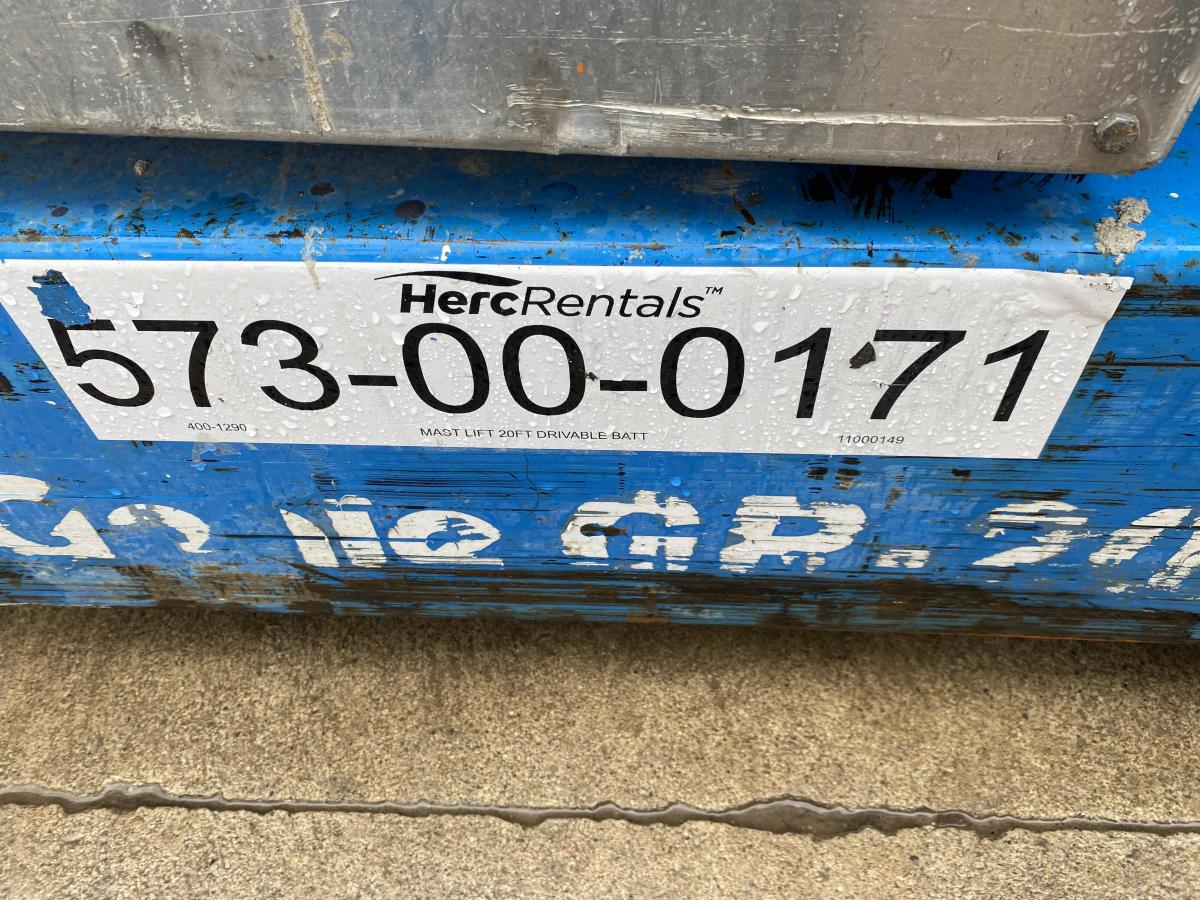 HercRentals™
573-00-0171
400-1290 MAST LIFT 20FT DRIVABLE BATT 11000149